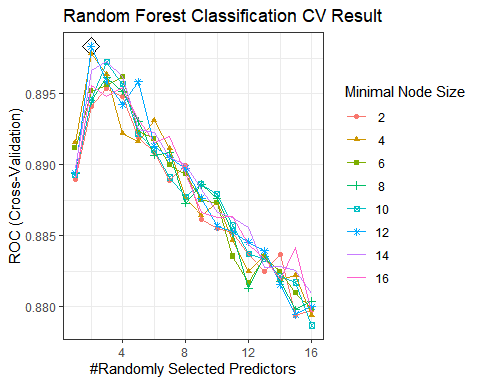 Random Forest Classification CV Result
ROC (Cross-Validation)
0.895
0.890
0.885
0.880
4 8 12 16
#Randomly Selected Predictors
Minimal Node Size
2
4
6
8
10
12
14
16